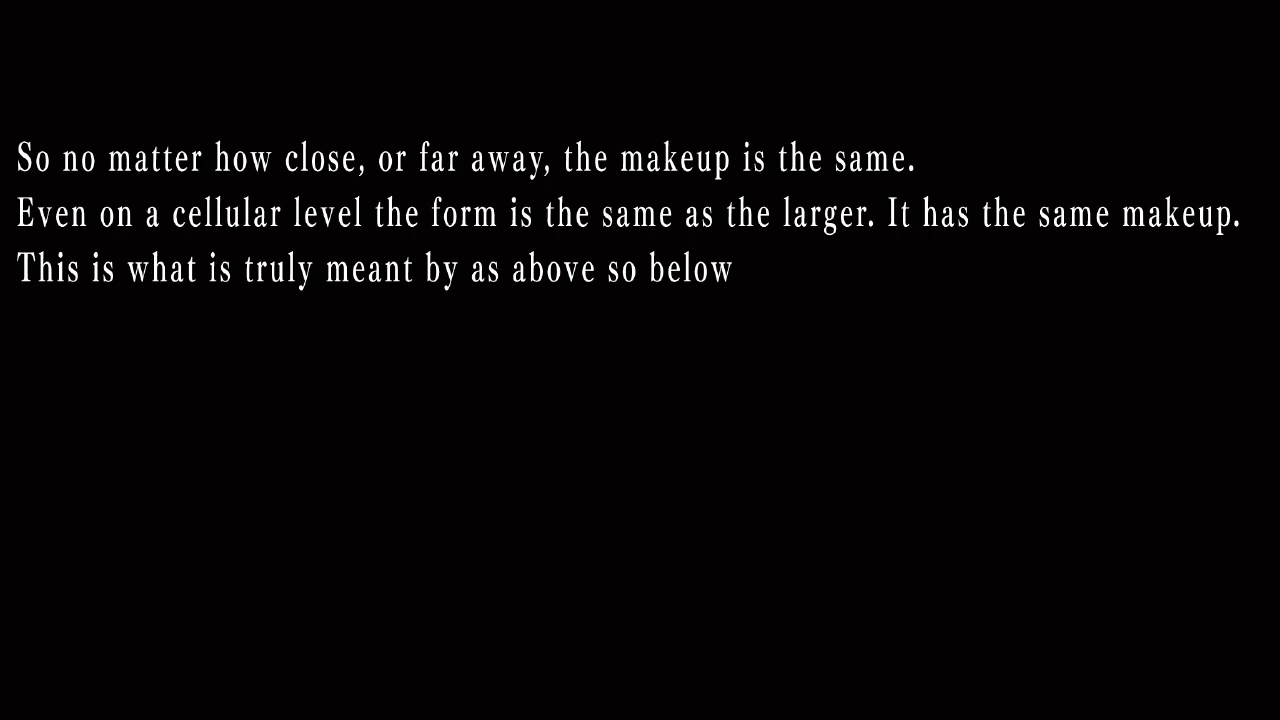 So no matter how close, or far away, the makeup is the same.
Even on a cellular level the form is the same as the larger. It has the same makeup.
This is what is truly meant by as above so below